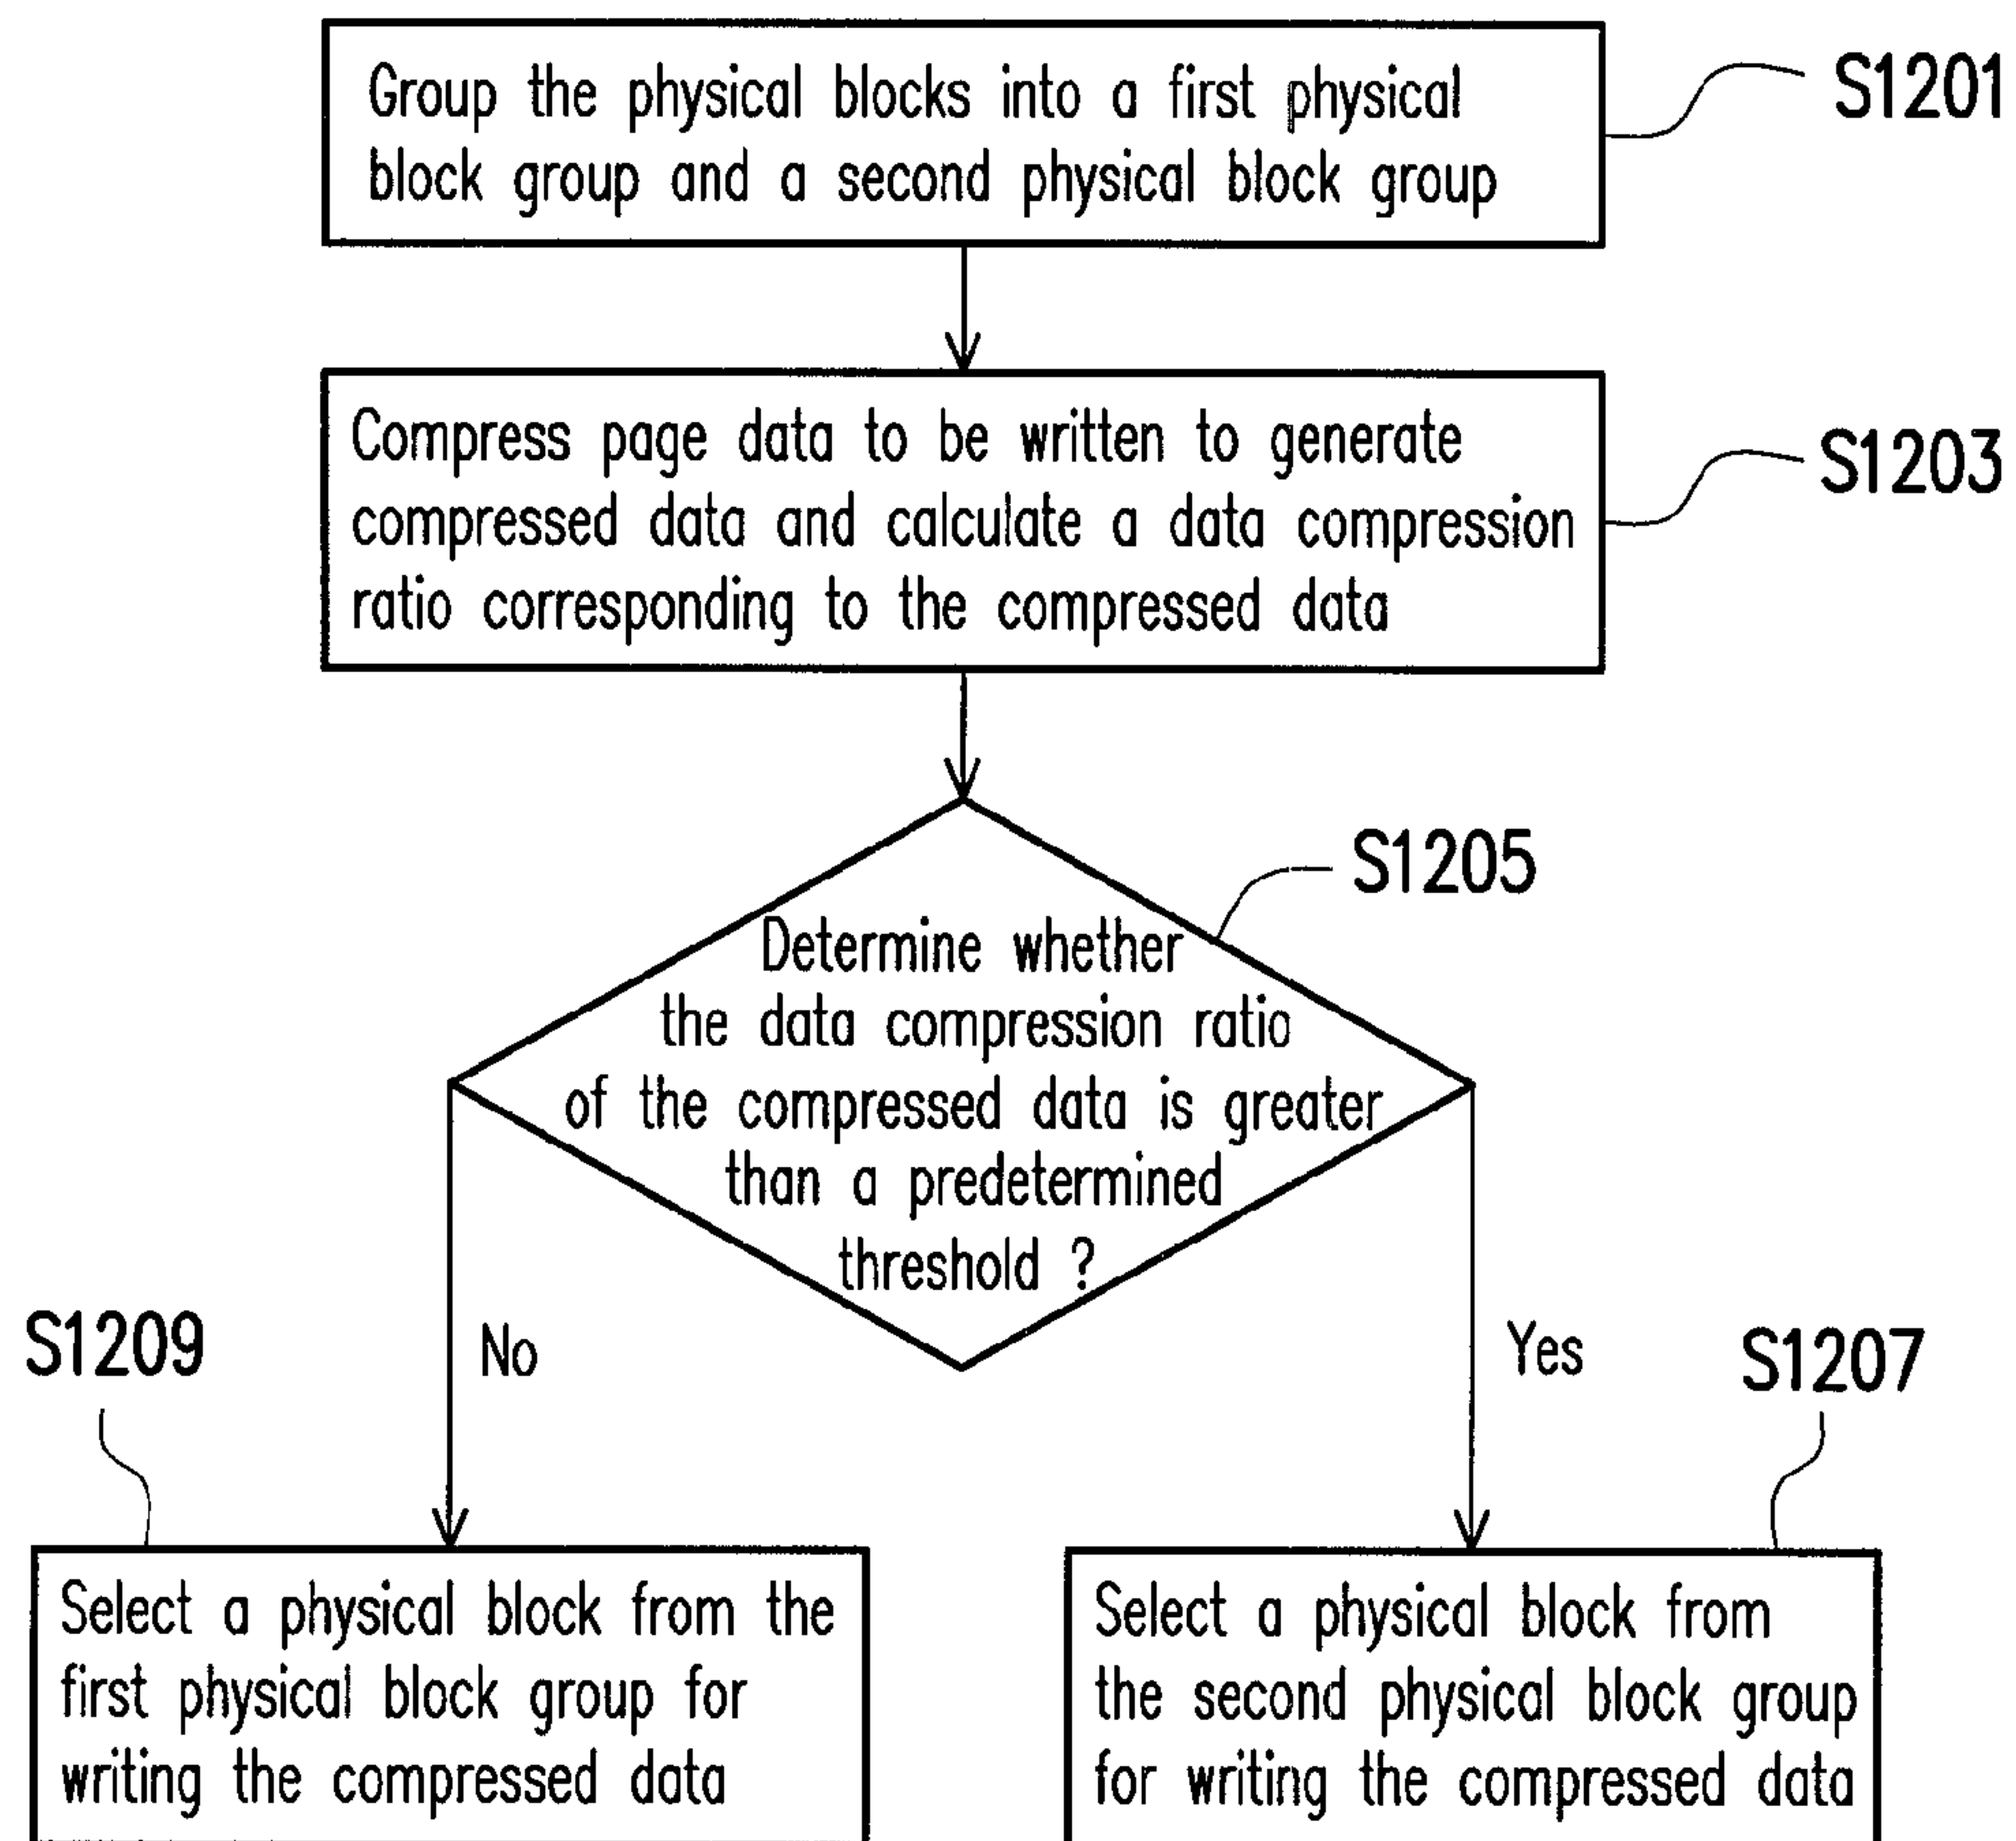 Group the physical blocks into a first physical
block group and a second physical block group
S1201
Compress page data to be written to generate
compressed data and calculate a data compression
ratio corresponding to the compressed data
S1203
S1205
Determine whether
the data compression ratio
of the compressed data is greater
than a predetermined
threshold ?
S1209
No
Yes
S1207
Select a physical block from the
first physical block group for
writing the compressed data
Select a physical block from
the second physical block group
for writing the compressed data